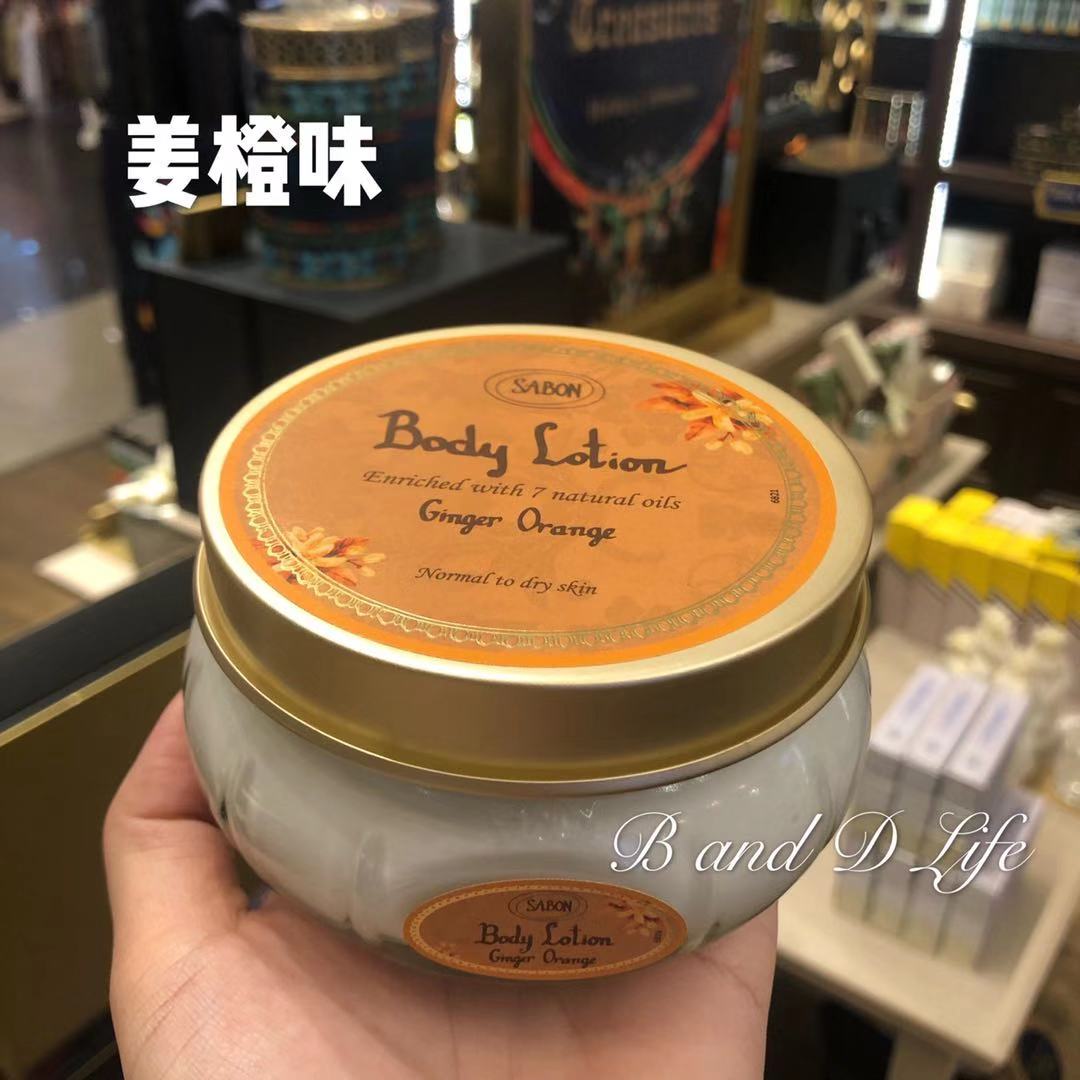 姜橙味
SABON
Body Lotion
Enriched with 7 natural oils
Ginger Orange
Normal to dry skin
6821
B and D Life
SABON
Body Lotion
Ginger Orange